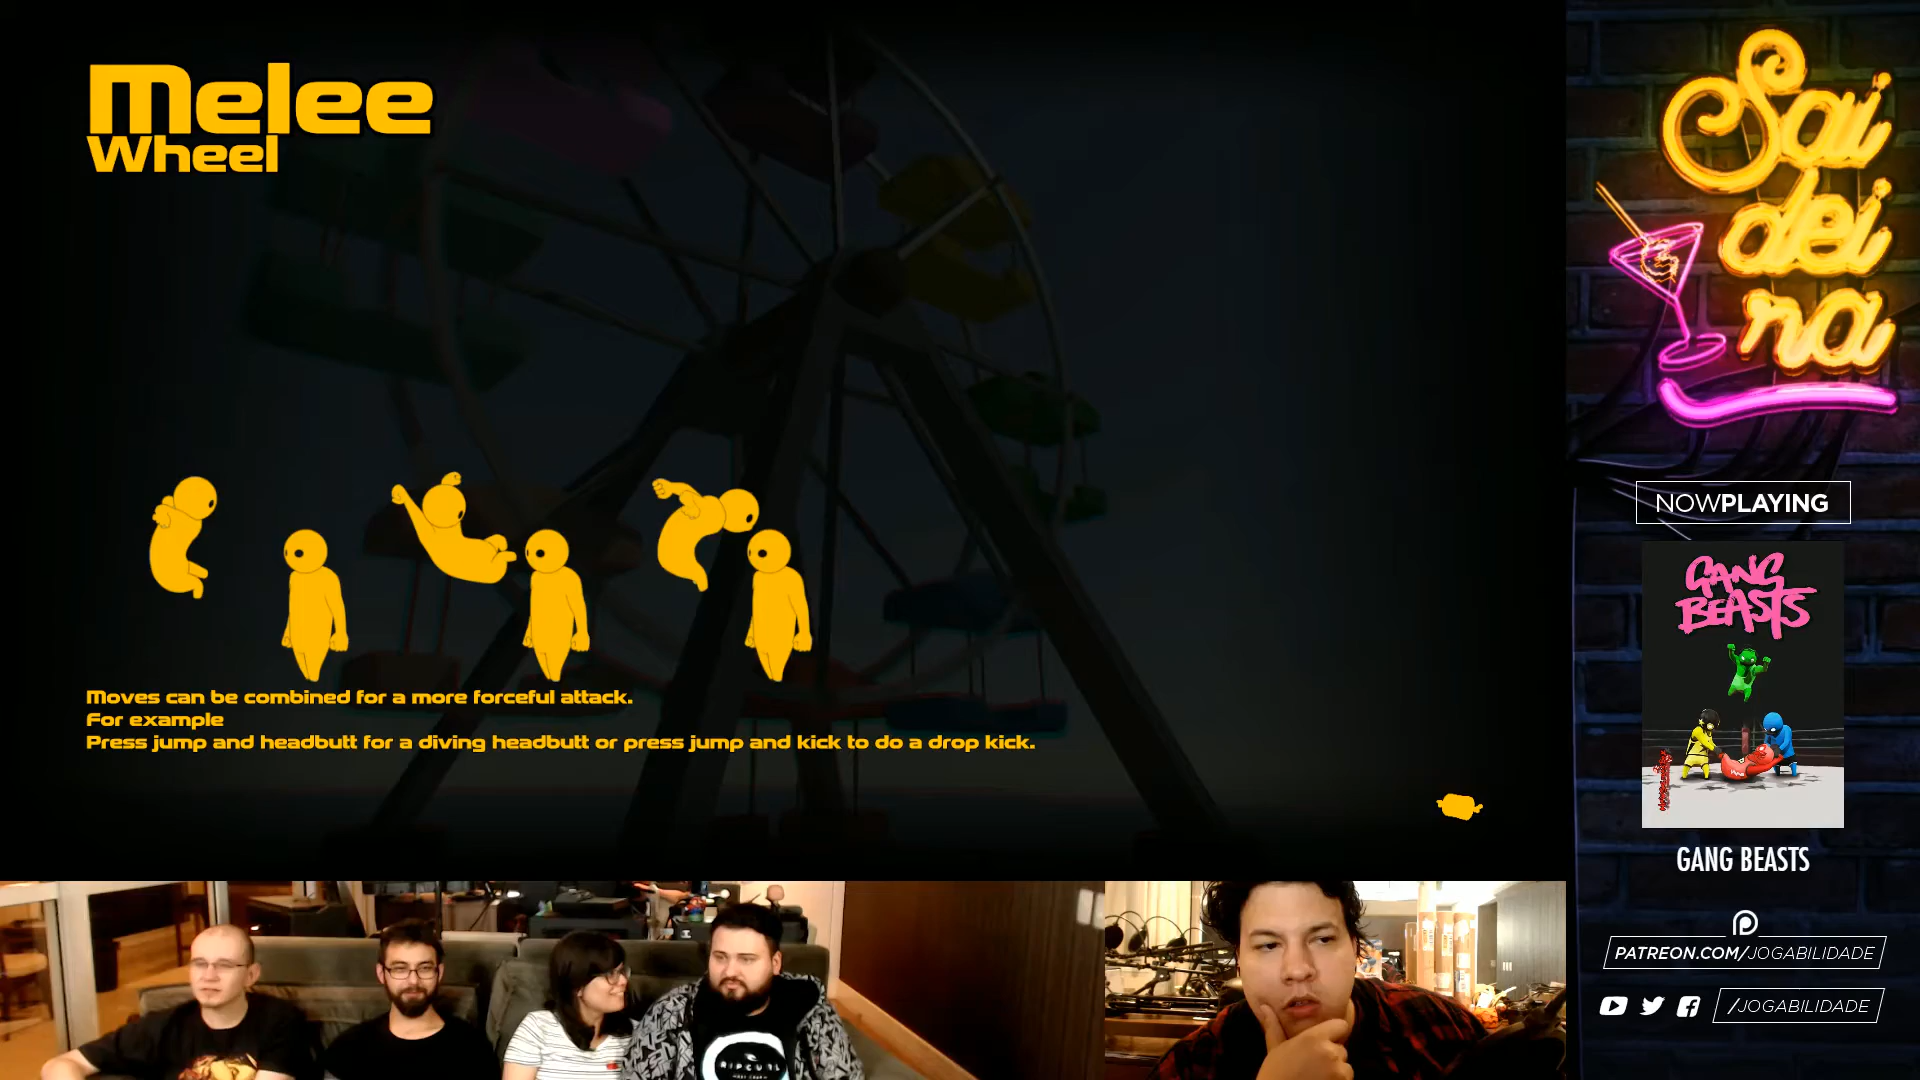 Melee
Wheel
Moves can be combined for a more forceful attack.
For example
Press jump and headbutt for a diving headbutt or press jump and kick to do a drop kick.
Sai
dei
ra
NOWPLAYING
GANG
BEASTS
GANG BEASTS
PATREON.COM/JOGABILIDADE
/JOGABILIDADE
RIP CURL